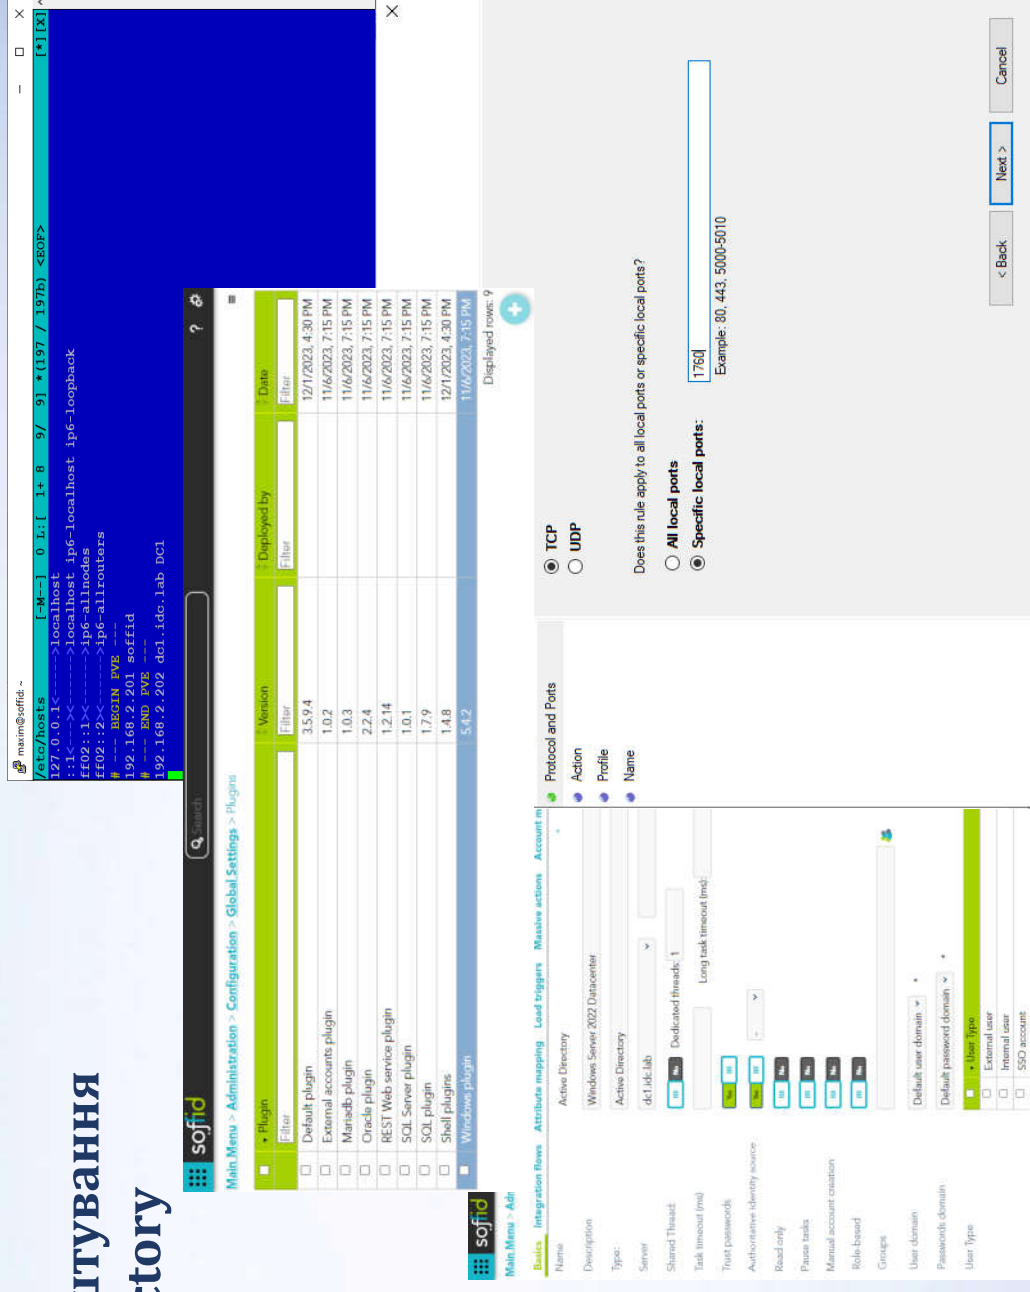 штування
ctory
maxim@soffid: ~
/etc/hosts [-M--] 0 L:[ 1+ 8 9/ 9] *(197 / 197b) <EOF> [*][X]
127.0.0.1<------>localhost
::1<---><------>localhost ip6-localhost ip6-loopback
ff02::1><------>ip6-allnodes
ff02::2><------>ip6-allrouters
# --- BEGIN PVE ---
192.168.2.201 soffid
# --- END PVE ---
192.168.2.202 dc1.idc.lab DC1
soffid Search ?
Main Menu > Administration > Configuration > Global Settings > Plugins
Plugin Version Deployed by Date
Filter Filter Filter Filter
Default plugin 3.5.9.4 12/1/2023, 4:30 PM
External accounts plugin 1.0.2 11/6/2023, 7:15 PM
Mariadb plugin 1.0.3 11/6/2023, 7:15 PM
Oracle plugin 2.2.4 11/6/2023, 7:15 PM
REST Web service plugin 1.2.14 11/6/2023, 7:15 PM
SQL Server plugin 1.0.1 11/6/2023, 7:15 PM
SQL plugin 1.7.9 11/6/2023, 7:15 PM
Shell plugins 1.4.8 12/1/2023, 4:30 PM
Windows plugin 5.4.2 11/6/2023, 7:15 PM
Displayed rows: 9
soffid
Main Menu > Adr
Basics Integration flows Attribute mapping Load triggers Massive actions Account m
Name Active Directory *
Description Windows Server 2022 Datacenter
Type: Active Directory
Server dc1.idc.lab
Shared Thread: No Dedicated threads: 1
Task timeout (ms) Long task timeout (ms):
Trust passwords Yes
Authoritative identity source Yes -
Read only No
Pause tasks No
Manual account creation No
Role-based No
Groups
User domain Default user domain *
Passwords domain Default password domain *
User Type User Type
External user
Internal user
SSO account
Protocol and Ports
Action
Profile
Name
TCP
UDP
Does this rule apply to all local ports or specific local ports?
All local ports
Specific local ports: 1760
Example: 80, 443, 5000-5010
< Back Next > Cancel